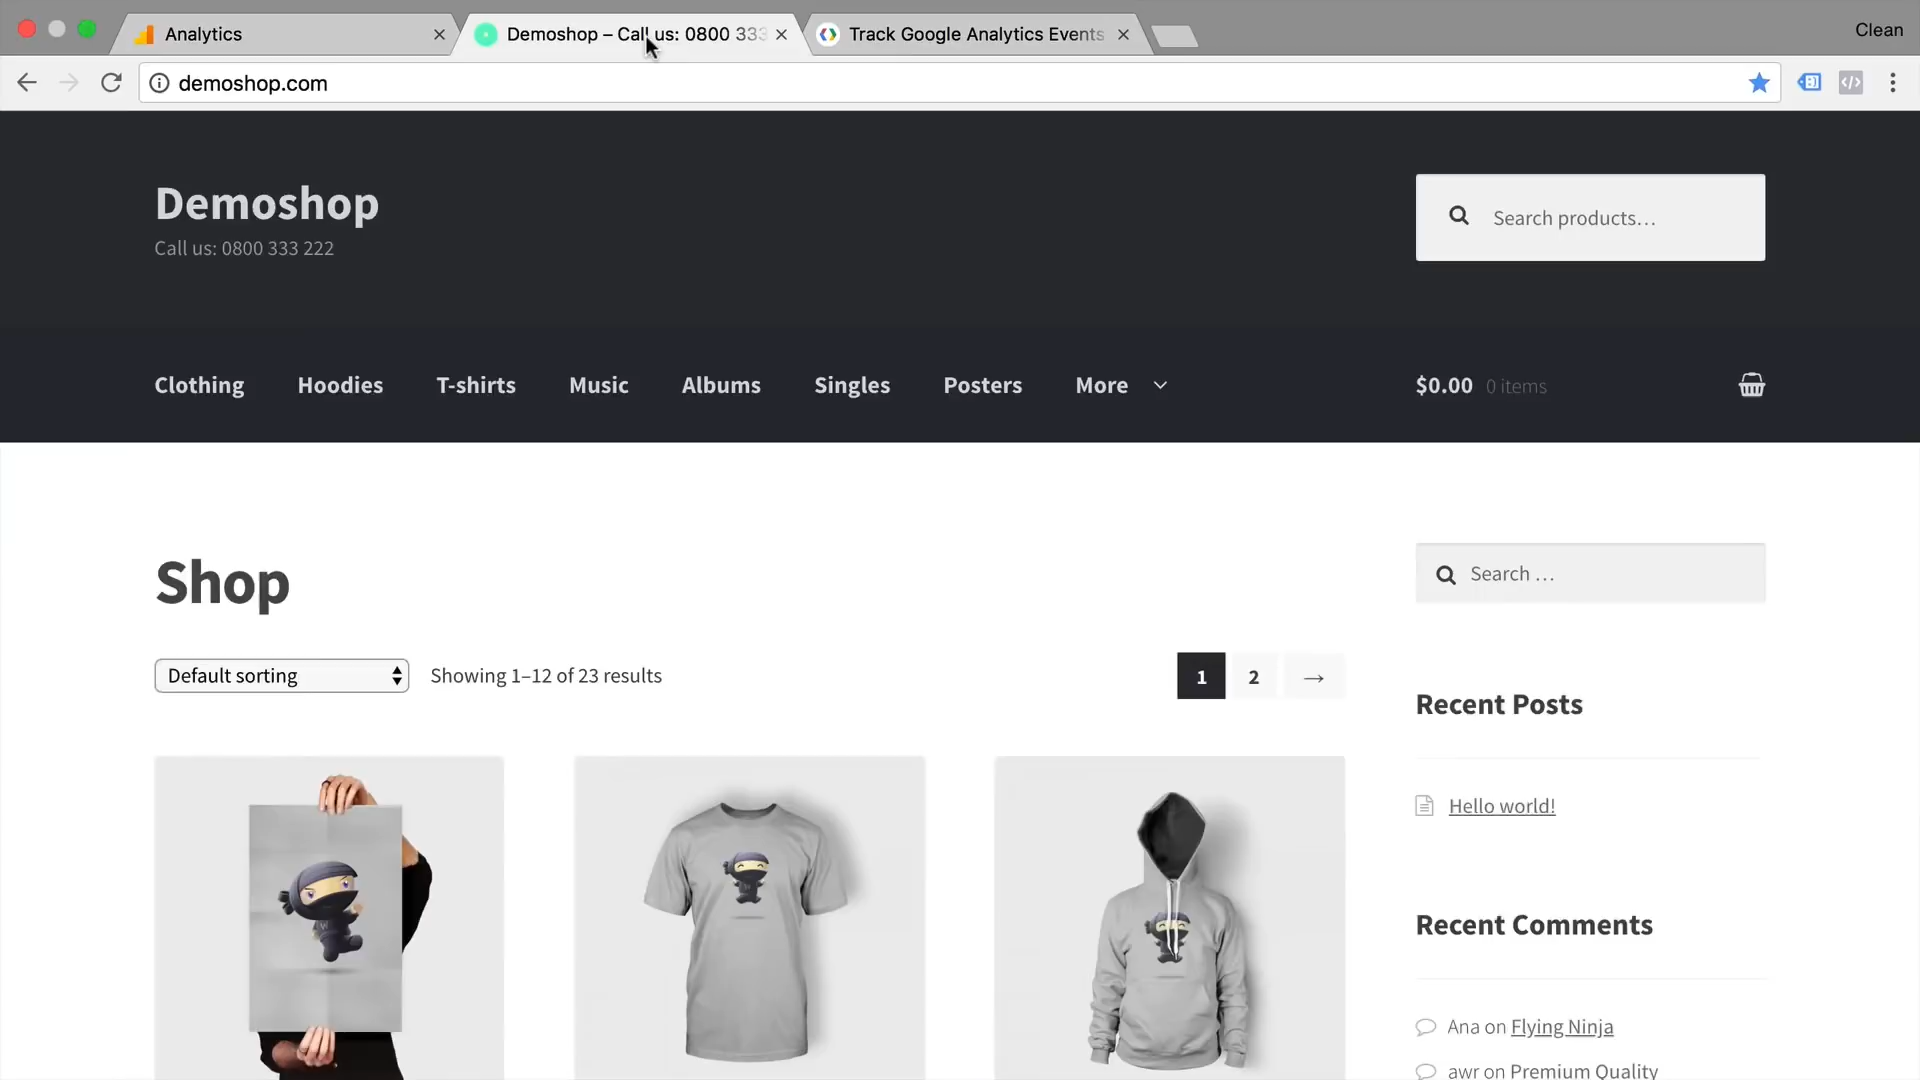 Analytics
Demoshop – Call us: 0800 333
Track Google Analytics Events
Clean
demoshop.com
Demoshop
Call us: 0800 333 222
Search products…
Clothing
Hoodies
T-shirts
Music
Albums
Singles
Posters
More
$0.00 0 items
Shop
Search …
Default sorting
Showing 1–12 of 23 results
1
2
→
Recent Posts
Hello world!
Recent Comments
Ana on Flying Ninja
awr on Premium Quality